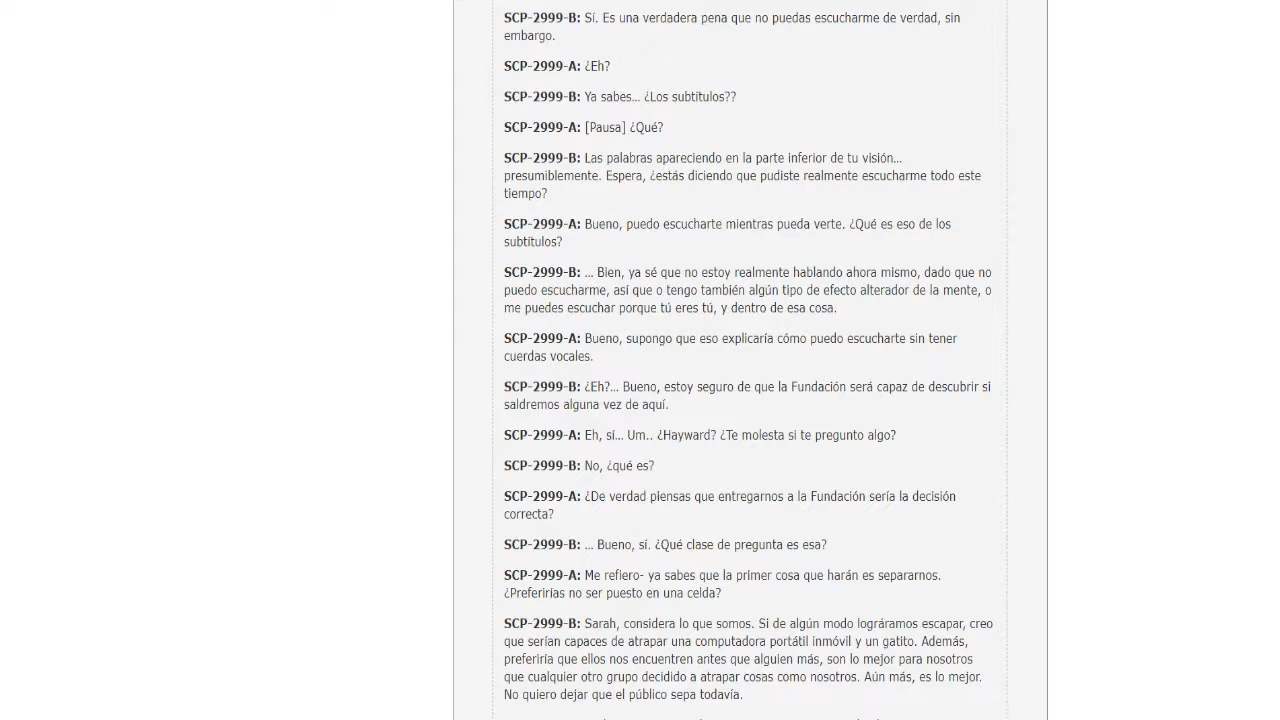 SCP-2999-B: Sí. Es una verdadera pena que no puedas escucharme de verdad, sin
embargo.
SCP-2999-A: ¿Eh?
SCP-2999-B: Ya sabes... ¿Los subtítulos??
SCP-2999-A: [Pausa] ¿Qué?
SCP-2999-B: Las palabras apareciendo en la parte inferior de tu visión...
presumiblemente. Espera, ¿estás diciendo que pudiste realmente escucharme todo este
tiempo?
SCP-2999-A: Bueno, puedo escucharte mientras pueda verte. ¿Qué es eso de los
subtítulos?
SCP-2999-B: ... Bien, ya sé que no estoy realmente hablando ahora mismo, dado que no
puedo escucharme, así que o tengo también algún tipo de efecto alterador de la mente, o
me puedes escuchar porque tú eres tú, y dentro de esa cosa.
SCP-2999-A: Bueno, supongo que eso explicaría cómo puedo escucharte sin tener
cuerdas vocales.
SCP-2999-B: ¿Eh?... Bueno, estoy seguro de que la Fundación será capaz de descubrir si
saldremos alguna vez de aquí.
SCP-2999-A: Eh, sí... Um.. ¿Hayward? ¿Te molesta si te pregunto algo?
SCP-2999-B: No, ¿qué es?
SCP-2999-A: ¿De verdad piensas que entregarnos a la Fundación sería la decisión
correcta?
SCP-2999-B: ... Bueno, sí. ¿Qué clase de pregunta es esa?
SCP-2999-A: Me refiero- ya sabes que la primer cosa que harán es separarnos.
¿Preferirías no ser puesto en una celda?
SCP-2999-B: Sarah, considera lo que somos. Si de algún modo lográramos escapar, creo
que serían capaces de atrapar una computadora portátil inmóvil y un gatito. Además,
preferiría que ellos nos encuentren antes que alguien más, son lo mejor para nosotros
que cualquier otro grupo decidido a atrapar cosas como nosotros. Aún más, es lo mejor.
No quiero dejar que el público sepa todavía.